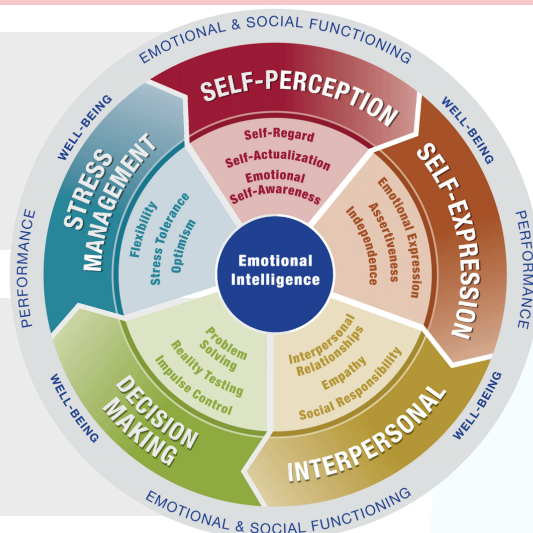 EMOTIONAL & SOCIAL FUNCTIONING
WELL-BEING
PERFORMANCE
WELL-BEING
EMOTIONAL & SOCIAL FUNCTIONING
WELL-BEING
PERFORMANCE
WELL-BEING
SELF-PERCEPTION
Self-Regard
Self-Actualization
Emotional
Self-Awareness
SELF-EXPRESSION
Emotional Expression
Assertiveness
Independence
INTERPERSONAL
Interpersonal
Relationships
Empathy
Social Responsibility
DECISION
MAKING
Problem
Solving
Reality Testing
Impulse Control
STRESS
MANAGEMENT
Flexibility
Stress Tolerance
Optimism
Emotional
Intelligence